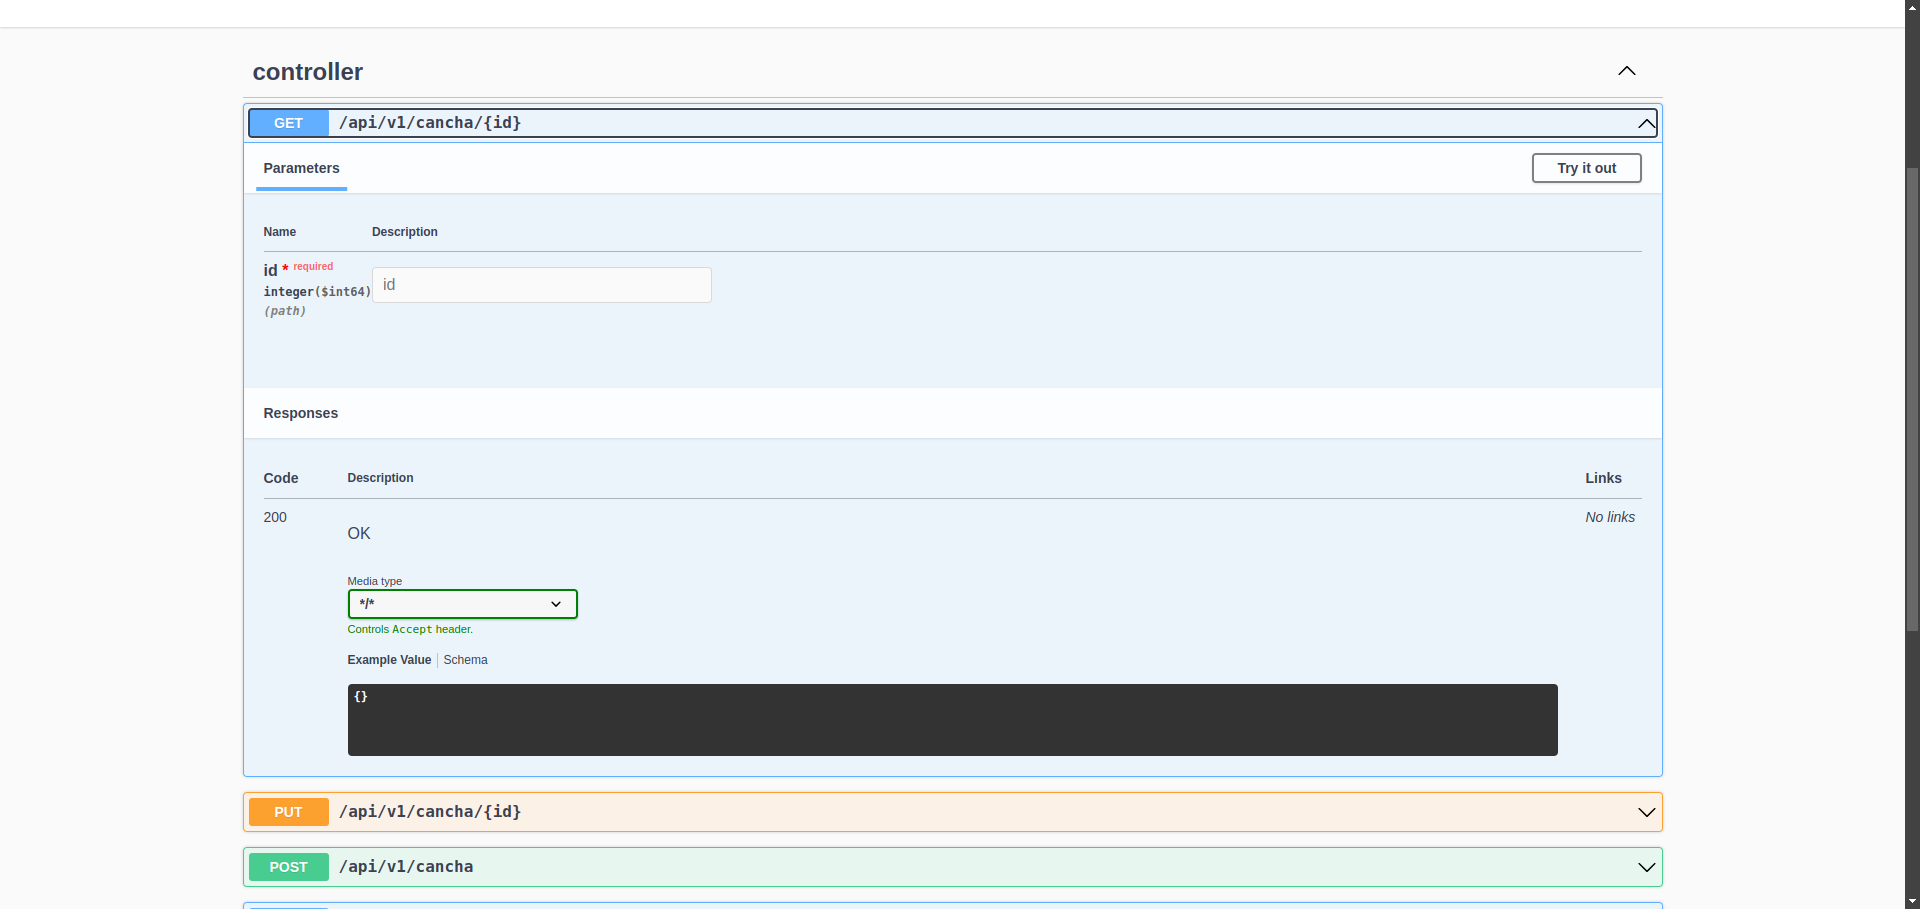 controller
GET /api/v1/cancha/{id}
Parameters
Try it out
Name Description
id * required
integer($int64)
(path)
id
Responses
Code Description Links
200 OK No links
Media type
*/*
Controls Accept header.
Example Value Schema
{}
PUT /api/v1/cancha/{id}
POST /api/v1/cancha